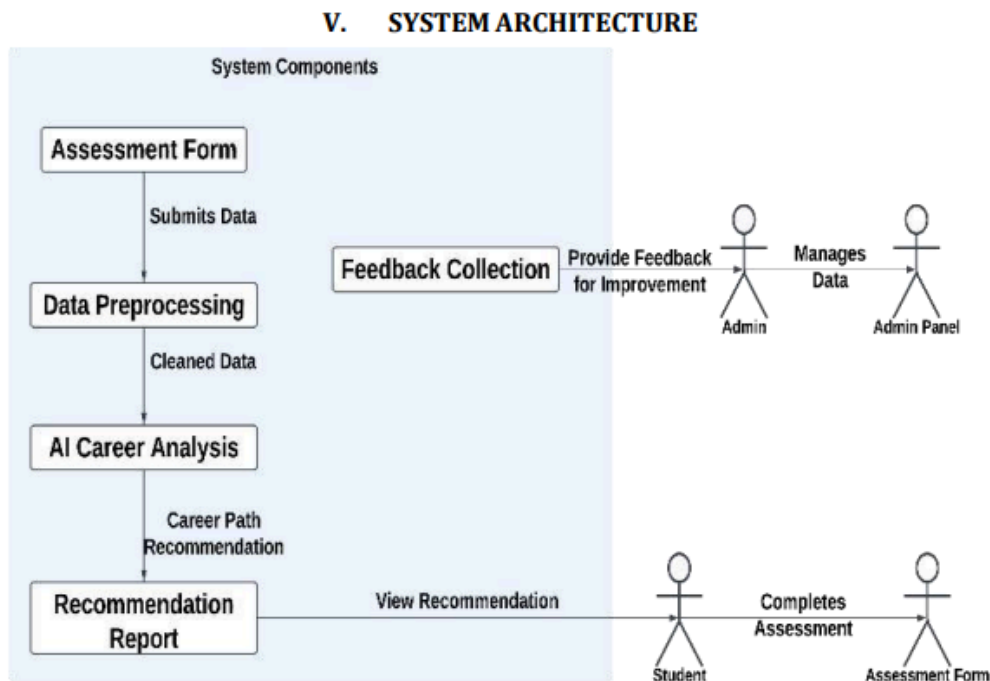 V. SYSTEM ARCHITECTURE
System Components
Assessment Form
Submits Data
Data Preprocessing
Cleaned Data
AI Career Analysis
Career Path
Recommendation
Recommendation
Report
Feedback Collection
Provide Feedback
for Improvement
Admin
Manages
Data
Admin Panel
View Recommendation
Student
Completes
Assessment
Assessment Form